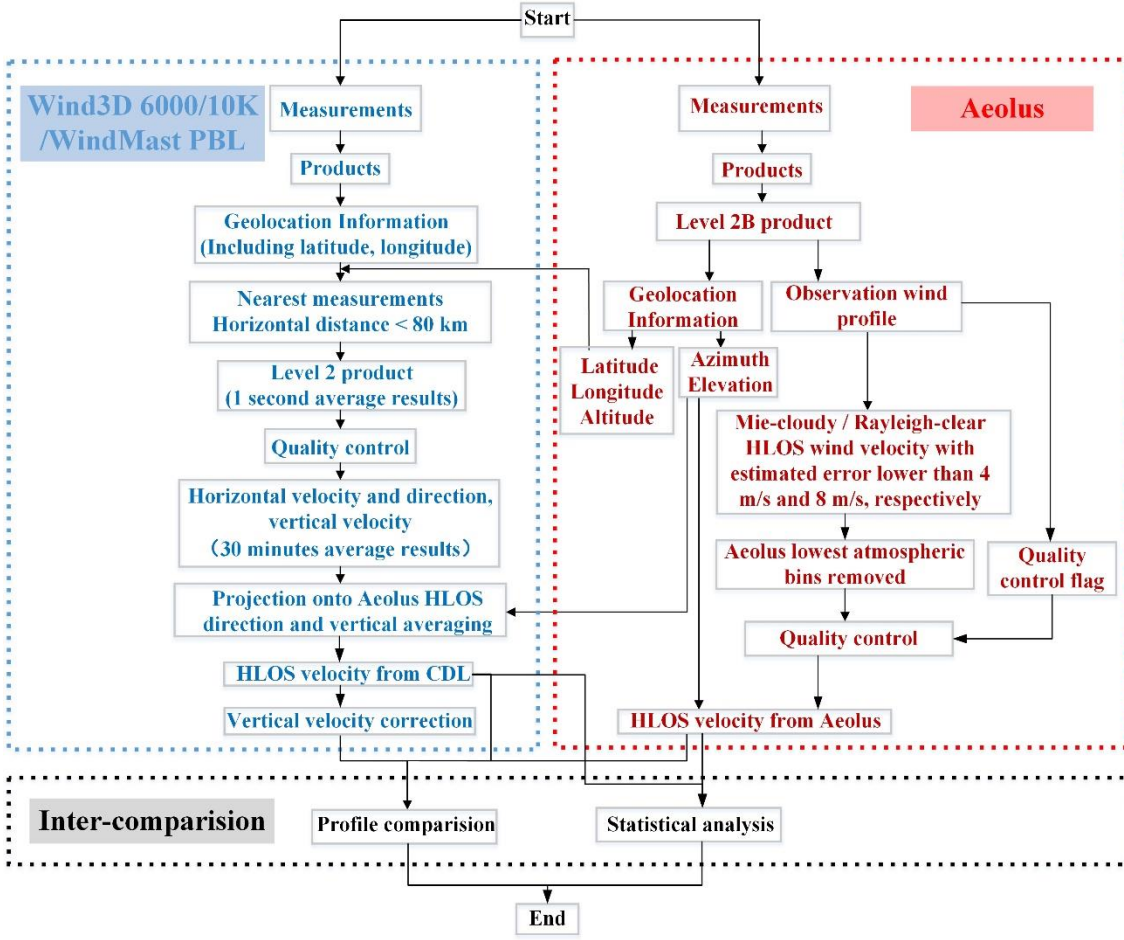 Start
Wind3D 6000/10K
/WindMast PBL
Measurements
Products
Geolocation Information
(Including latitude, longitude)
Nearest measurements
Horizontal distance < 80 km
Level 2 product
(1 second average results)
Quality control
Horizontal velocity and direction,
vertical velocity
（30 minutes average results）
Projection onto Aeolus HLOS
direction and vertical averaging
HLOS velocity from CDL
Vertical velocity correction
Aeolus
Measurements
Products
Level 2B product
Geolocation
Information
Observation wind
profile
Latitude
Longitude
Altitude
Azimuth
Elevation
Mie-cloudy / Rayleigh-clear
HLOS wind velocity with
estimated error lower than 4
m/s and 8 m/s, respectively
Aeolus lowest atmospheric
bins removed
Quality
control flag
Quality control
HLOS velocity from Aeolus
Inter-comparision
Profile comparision
Statistical analysis
End